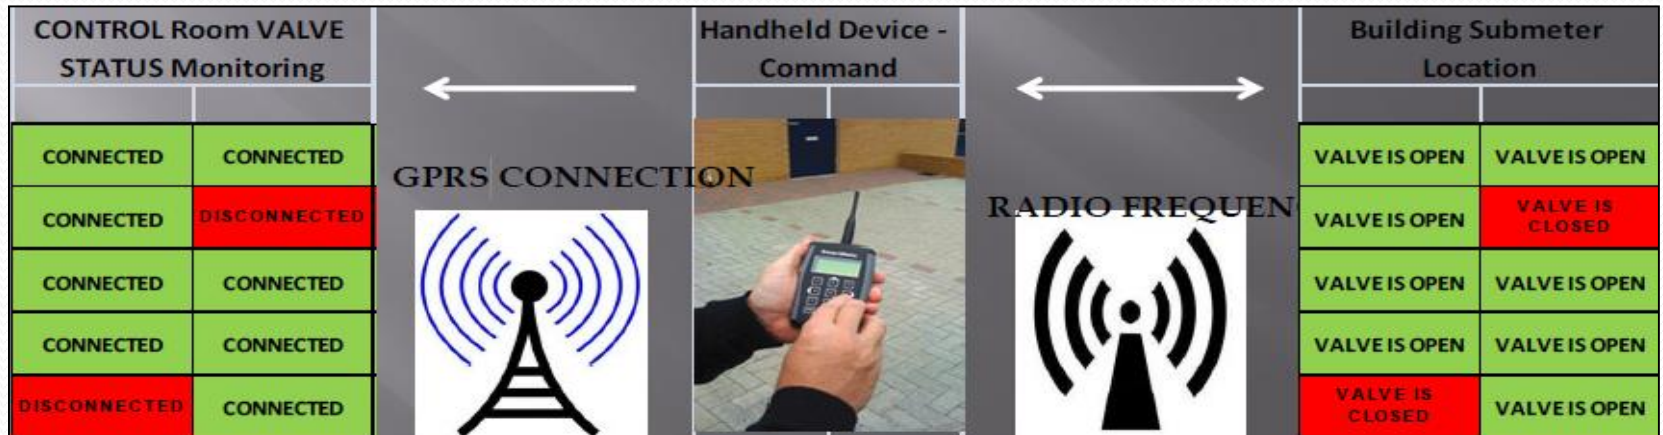 CONTROL Room VALVE
STATUS Monitoring
Handheld Device -
Command
Building Submeter
Location
GPRS CONNECTION
RADIO FREQUEN
CONNECTED CONNECTED
CONNECTED DISCONNECTED
CONNECTED CONNECTED
CONNECTED CONNECTED
DISCONNECTED CONNECTED
VALVE IS OPEN VALVE IS OPEN
VALVE IS OPEN VALVE IS
CLOSED
VALVE IS OPEN VALVE IS OPEN
VALVE IS OPEN VALVE IS OPEN
VALVE IS
CLOSED VALVE IS OPEN